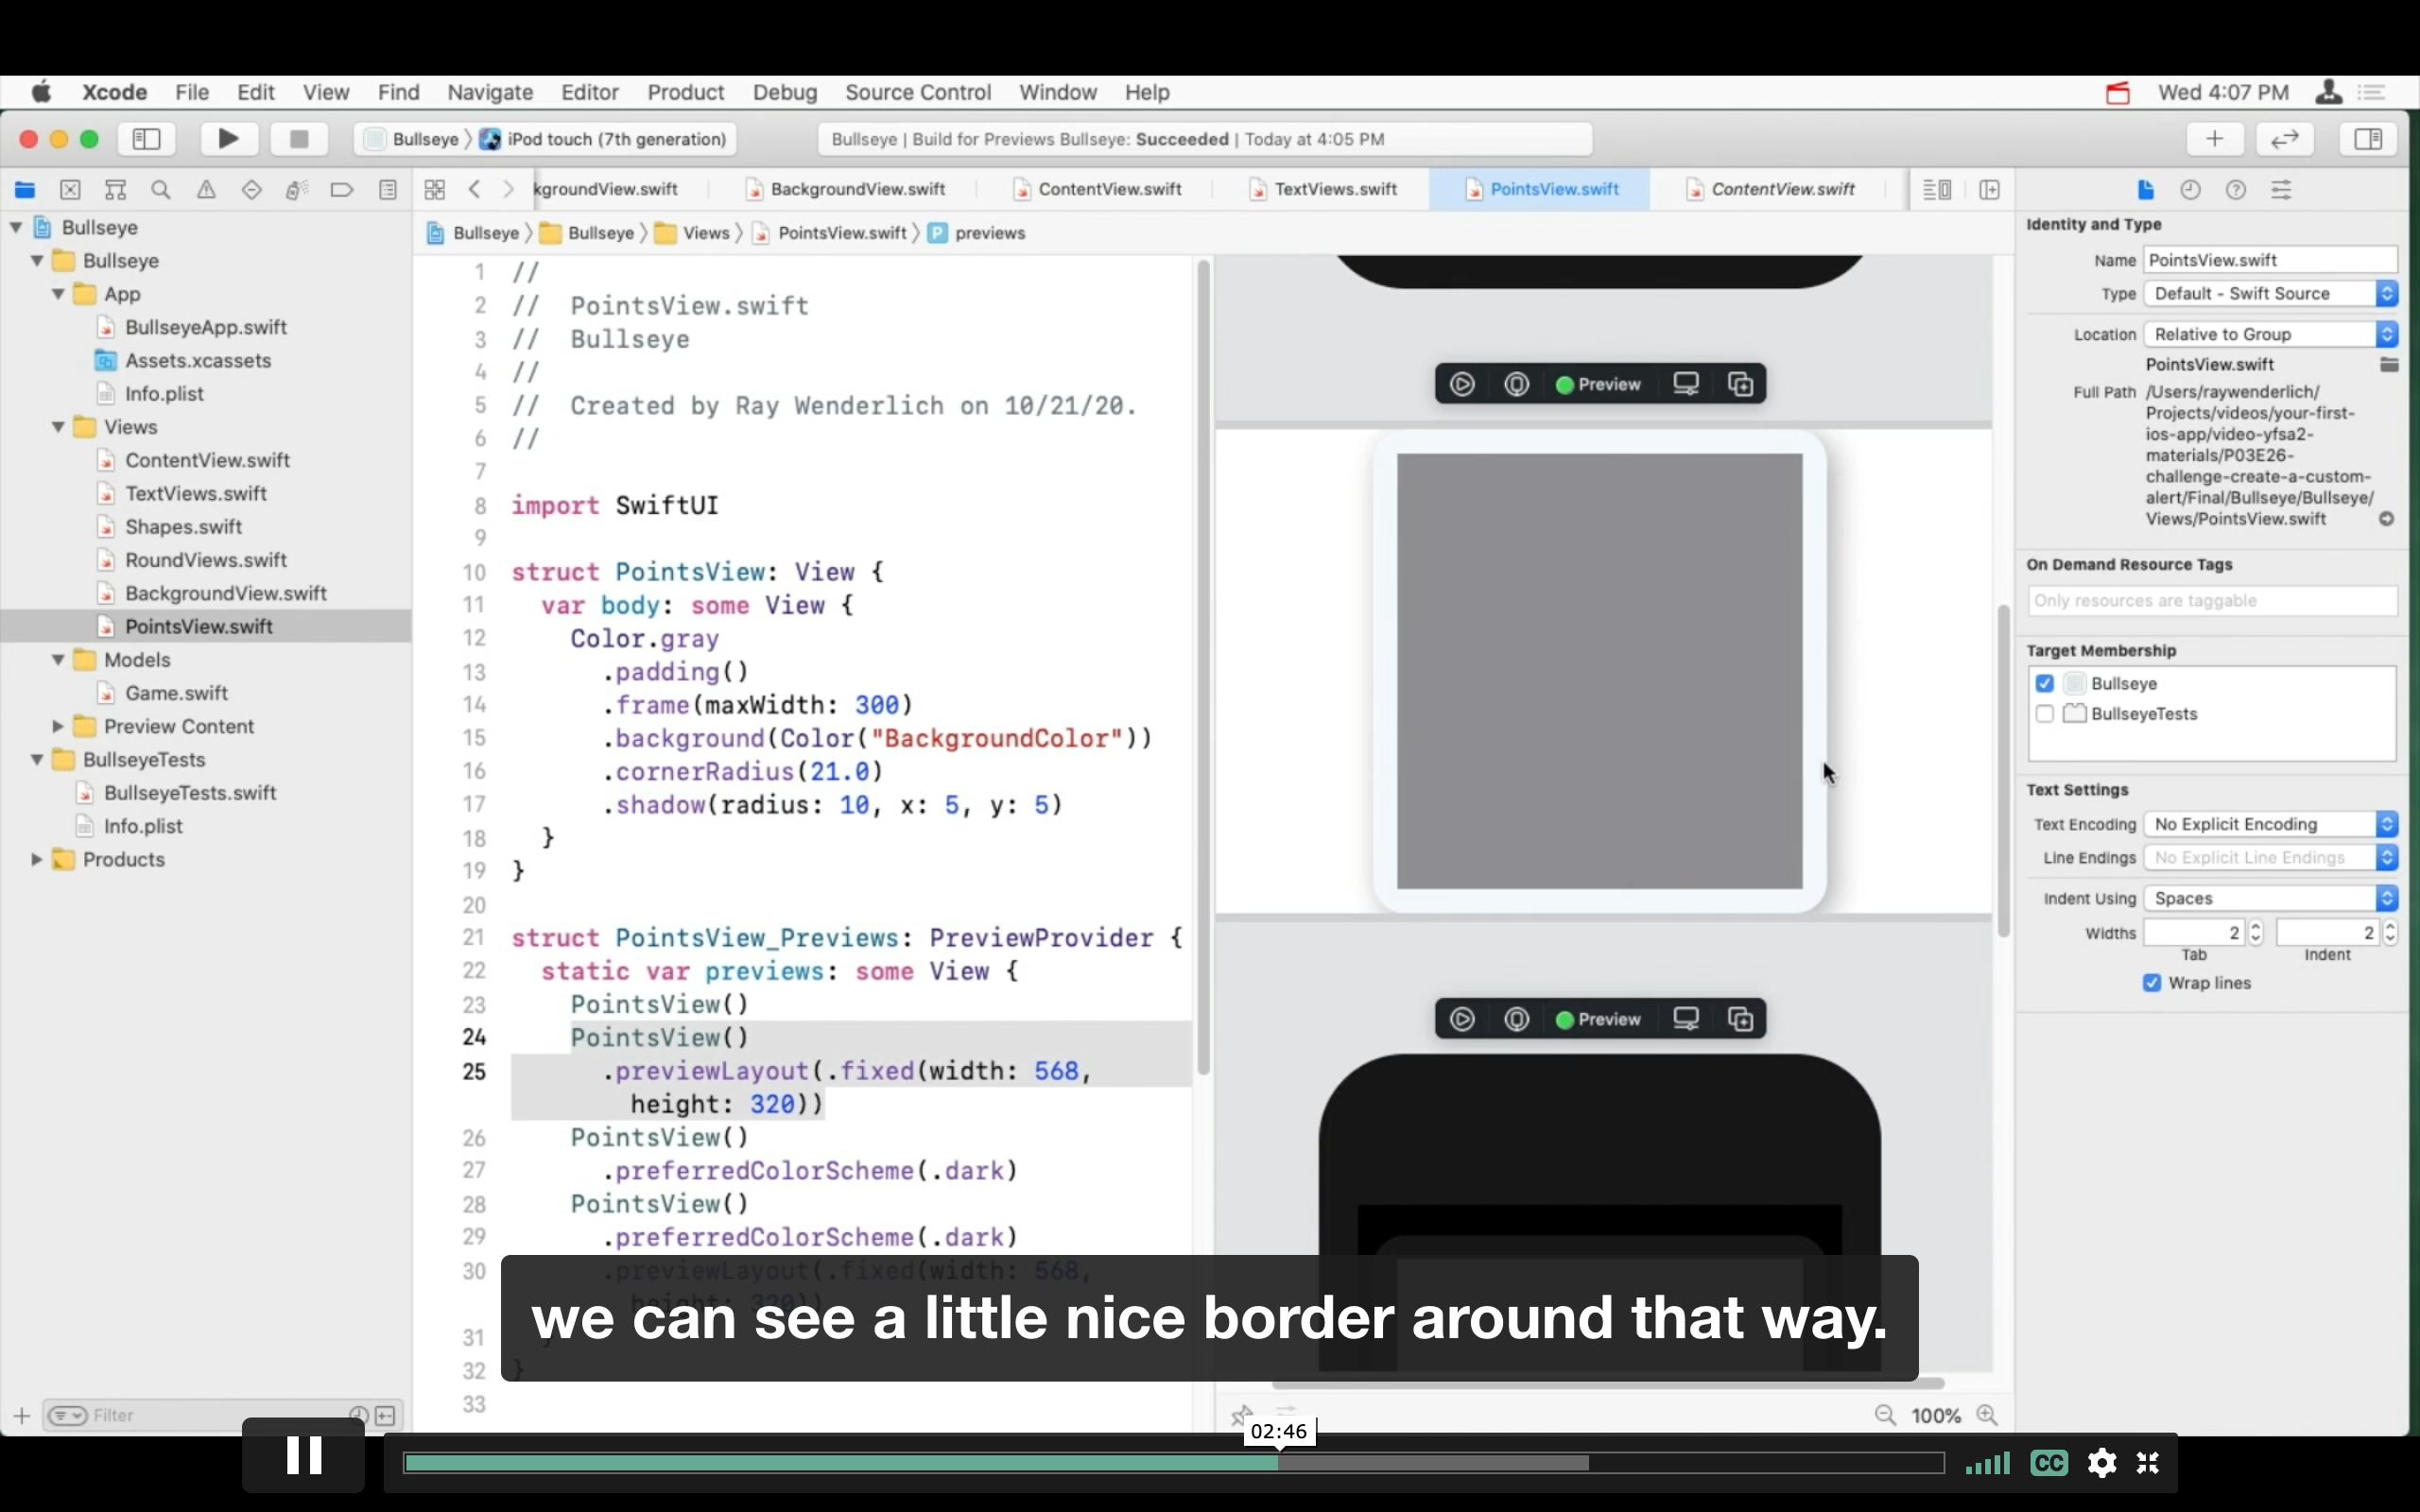 Xcode File Edit View Find Navigate Editor Product Debug Source Control Window Help Wed 4:07 PM
Bullseye 〉 iPod touch (7th generation) Bullseye | Build for Previews Bullseye: Succeeded | Today at 4:05 PM
kgroundView.swift BackgroundView.swift ContentView.swift TextViews.swift PointsView.swift ContentView.swift
Bullseye 〉 Bullseye 〉 Views 〉 PointsView.swift 〉 P previews
Bullseye
Bullseye
App
BullseyeApp.swift
Assets.xcassets
Info.plist
Views
ContentView.swift
TextViews.swift
Shapes.swift
RoundViews.swift
BackgroundView.swift
PointsView.swift
Models
Game.swift
Preview Content
BullseyeTests
BullseyeTests.swift
Info.plist
Products
Filter
1 //
2 // PointsView.swift
3 // Bullseye
4 //
5 // Created by Ray Wenderlich on 10/21/20.
6 //
7
8 import SwiftUI
9
10 struct PointsView: View {
11 var body: some View {
12 Color.gray
13 .padding()
14 .frame(maxWidth: 300)
15 .background(Color("BackgroundColor"))
16 .cornerRadius(21.0)
17 .shadow(radius: 10, x: 5, y: 5)
18 }
19 }
20
21 struct PointsView_Previews: PreviewProvider {
22 static var previews: some View {
23 PointsView()
24 PointsView()
25 .previewLayout(.fixed(width: 568,
height: 320))
26 PointsView()
27 .preferredColorScheme(.dark)
28 PointsView()
29 .preferredColorScheme(.dark)
30 .previewLayout(.fixed(width: 568,
height: 320))
31 }
32 }
33
Preview
Preview
100%
Identity and Type
Name PointsView.swift
Type Default - Swift Source
Location Relative to Group
PointsView.swift
Full Path /Users/raywenderlich/
Projects/videos/your-first-
ios-app/video-yfsa2-
materials/P03E26-
challenge-create-a-custom-
alert/Final/Bullseye/Bullseye/
Views/PointsView.swift
On Demand Resource Tags
Only resources are taggable
Target Membership
Bullseye
BullseyeTests
Text Settings
Text Encoding No Explicit Encoding
Line Endings No Explicit Line Endings
Indent Using Spaces
Widths 2 2
Tab Indent
Wrap lines
we can see a little nice border around that way.
02:46
CC